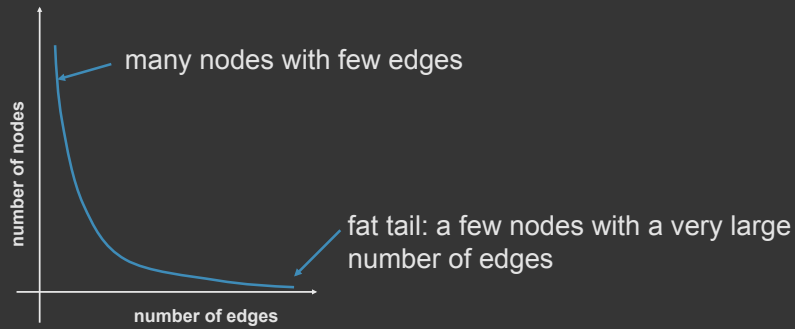 many nodes with few edges
number of nodes
fat tail: a few nodes with a very large
number of edges
number of edges